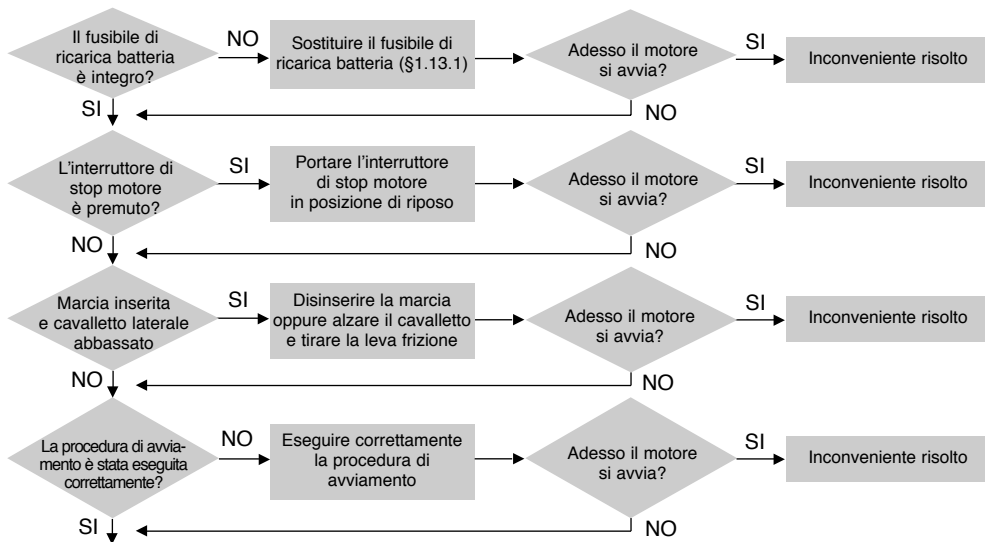 Il fusibile di
ricarica batteria
è integro?
NO
Sostituire il fusibile di
ricarica batteria (§1.13.1)
Adesso il motore
si avvia?
SI
Inconveniente risolto
SI
NO
L'interruttore di
stop motore
è premuto?
SI
Portare l'interruttore
di stop motore
in posizione di riposo
Adesso il motore
si avvia?
SI
Inconveniente risolto
NO
NO
Marcia inserita
e cavalletto laterale
abbassato
SI
Disinserire la marcia
oppure alzare il cavalletto
e tirare la leva frizione
Adesso il motore
si avvia?
SI
Inconveniente risolto
NO
NO
La procedura di avvia-
mento è stata eseguita
correttamente?
NO
Eseguire correttamente
la procedura di
avviamento
Adesso il motore
si avvia?
SI
Inconveniente risolto
SI
NO